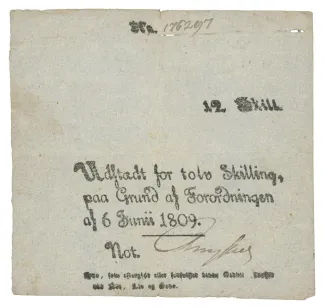 No. 176297
12 Skill.
Udstædt for tolv Skilling,
paa Grund af Forordningen
af 6 Junii 1809.
Not.
Hvo, som eftergjør eller forfalsker denne Seddel, straffes
paa Ære, Liv og Gods.